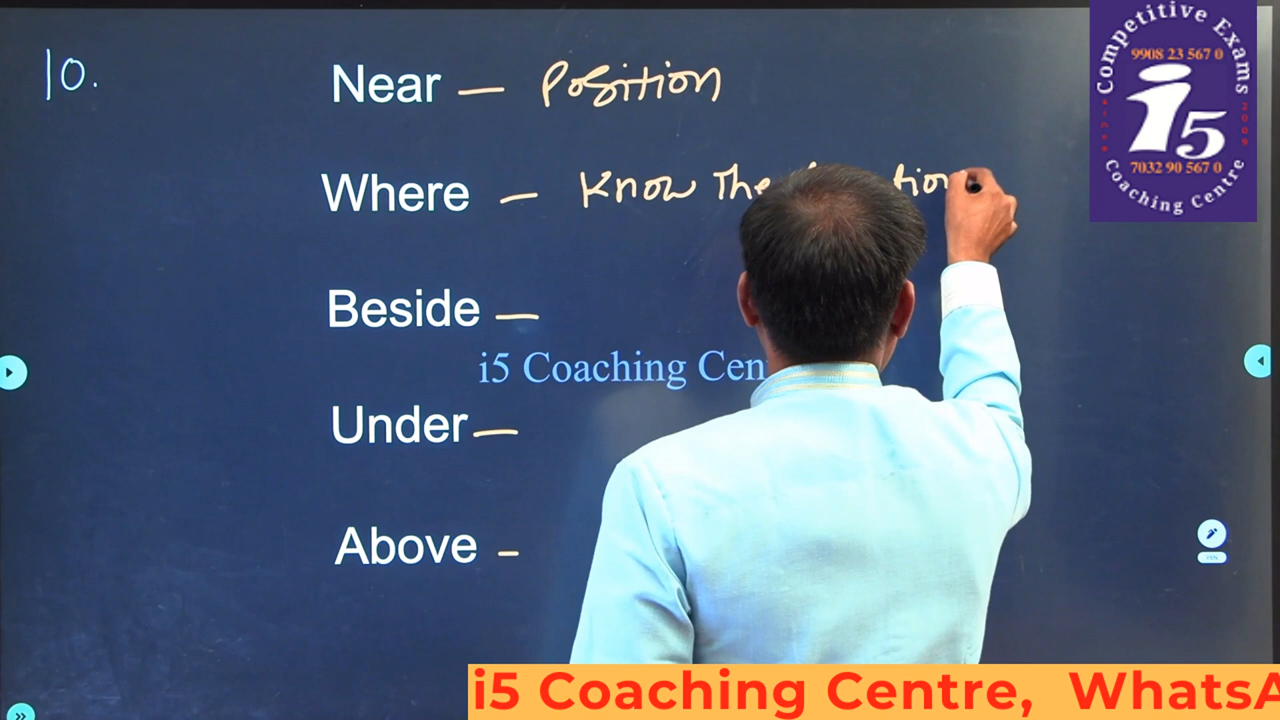 10.
Near — Position
Where — Know the
Beside —
i5 Coaching Cen
Under —
Above -
Competitive Exams
9908 23 567 0
i5
7032 90 567 0
Coaching Centre
i5 Coaching Centre, WhatsA